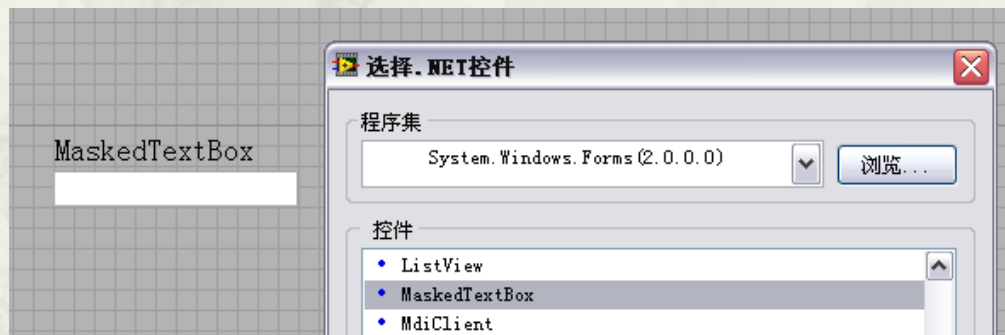 选择.NET控件
程序集
MaskedTextBox
System.Windows.Forms(2.0.0.0)
浏览...
控件
ListView
MaskedTextBox
MdiClient